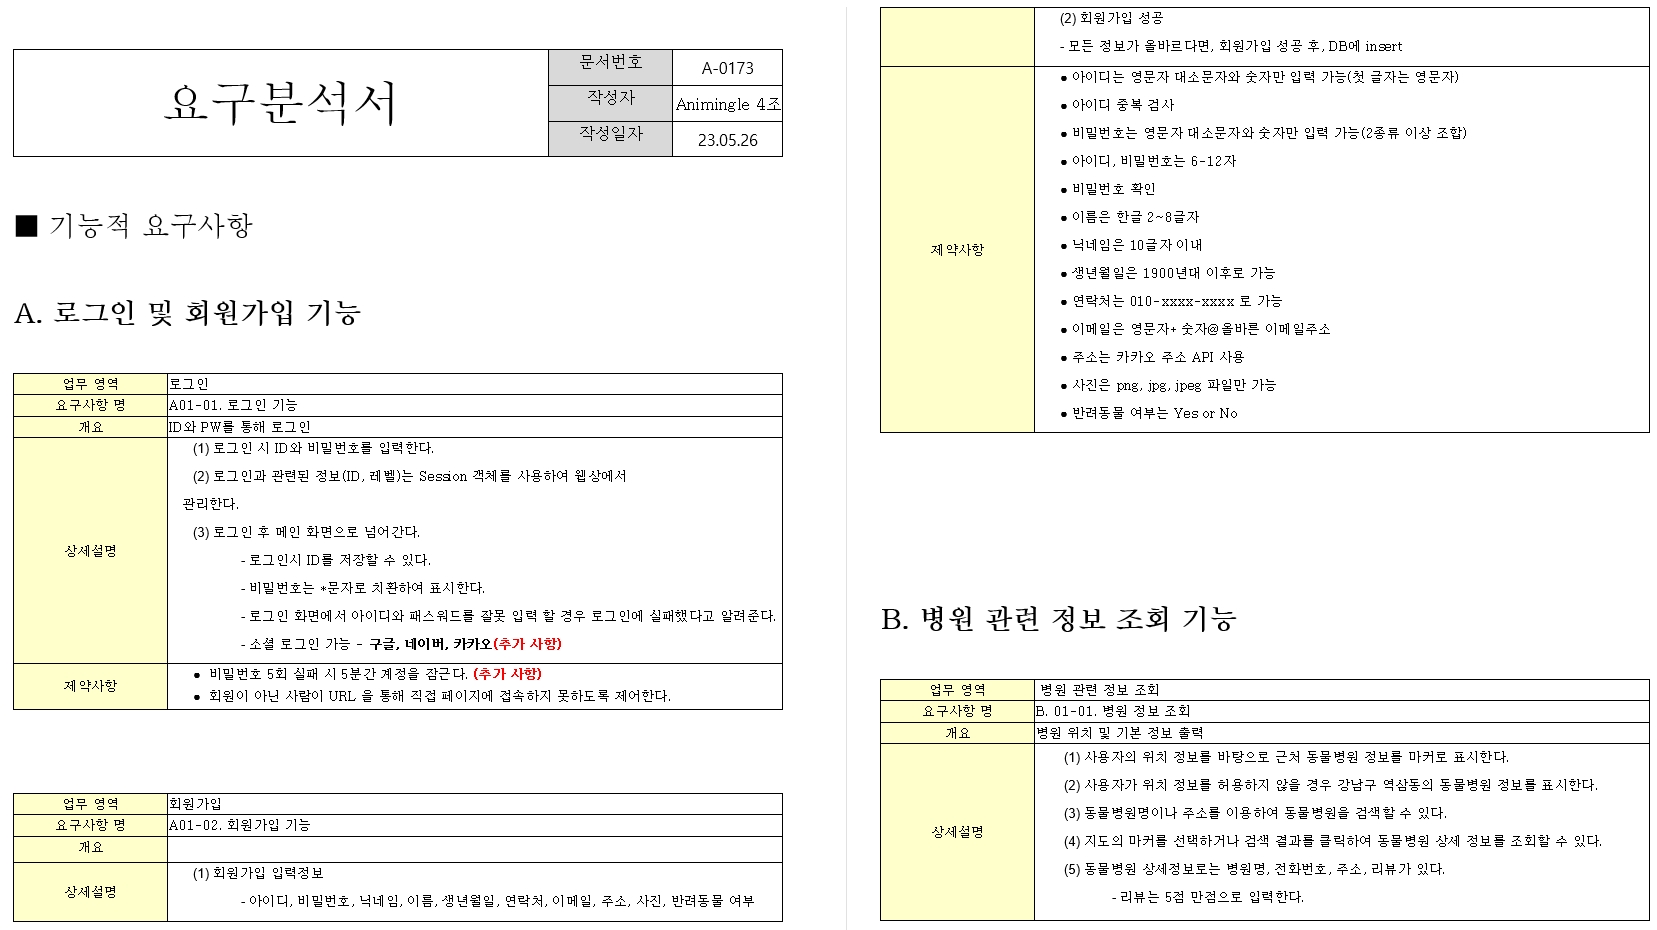 요구분석서
문서번호 A-0173
작성자 Animingle 4조
작성일자 23.05.26
■ 기능적 요구사항
A. 로그인 및 회원가입 기능
업무 영역 로그인
요구사항 명 A01-01. 로그인 기능
개요 ID와 PW를 통해 로그인
상세설명
(1) 로그인 시 ID와 비밀번호를 입력한다.
(2) 로그인과 관련된 정보(ID, 레벨)는 Session 객체를 사용하여 웹상에서
관리한다.
(3) 로그인 후 메인 화면으로 넘어간다.
- 로그인시 ID를 저장할 수 있다.
- 비밀번호는 *문자로 치환하여 표시한다.
- 로그인 화면에서 아이디와 패스워드를 잘못 입력 할 경우 로그인에 실패했다고 알려준다.
- 소셜 로그인 가능 - 구글, 네이버, 카카오(추가 사항)
제약사항
● 비밀번호 5회 실패 시 5분간 계정을 잠근다. (추가 사항)
● 회원이 아닌 사람이 URL 을 통해 직접 페이지에 접속하지 못하도록 제어한다.
업무 영역 회원가입
요구사항 명 A01-02. 회원가입 기능
개요
상세설명
(1) 회원가입 입력정보
- 아이디, 비밀번호, 닉네임, 이름, 생년월일, 연락처, 이메일, 주소, 사진, 반려동물 여부
(2) 회원가입 성공
- 모든 정보가 올바르다면, 회원가입 성공 후, DB에 insert
제약사항
● 아이디는 영문자 대소문자와 숫자만 입력 가능(첫 글자는 영문자)
● 아이디 중복 검사
● 비밀번호는 영문자 대소문자와 숫자만 입력 가능(2종류 이상 조합)
● 아이디, 비밀번호는 6-12자
● 비밀번호 확인
● 이름은 한글 2~8글자
● 닉네임은 10글자 이내
● 생년월일은 1900년대 이후로 가능
● 연락처는 010-xxxx-xxxx 로 가능
● 이메일은 영문자+ 숫자@올바른 이메일주소
● 주소는 카카오 주소 API 사용
● 사진은 png, jpg, jpeg 파일만 가능
● 반려동물 여부는 Yes or No
B. 병원 관련 정보 조회 기능
업무 영역 병원 관련 정보 조회
요구사항 명 B. 01-01. 병원 정보 조회
개요 병원 위치 및 기본 정보 출력
상세설명
(1) 사용자의 위치 정보를 바탕으로 근처 동물병원 정보를 마커로 표시한다.
(2) 사용자가 위치 정보를 허용하지 않을 경우 강남구 역삼동의 동물병원 정보를 표시한다.
(3) 동물병원명이나 주소를 이용하여 동물병원을 검색할 수 있다.
(4) 지도의 마커를 선택하거나 검색 결과를 클릭하여 동물병원 상세 정보를 조회할 수 있다.
(5) 동물병원 상세정보로는 병원명, 전화번호, 주소, 리뷰가 있다.
- 리뷰는 5점 만점으로 입력한다.